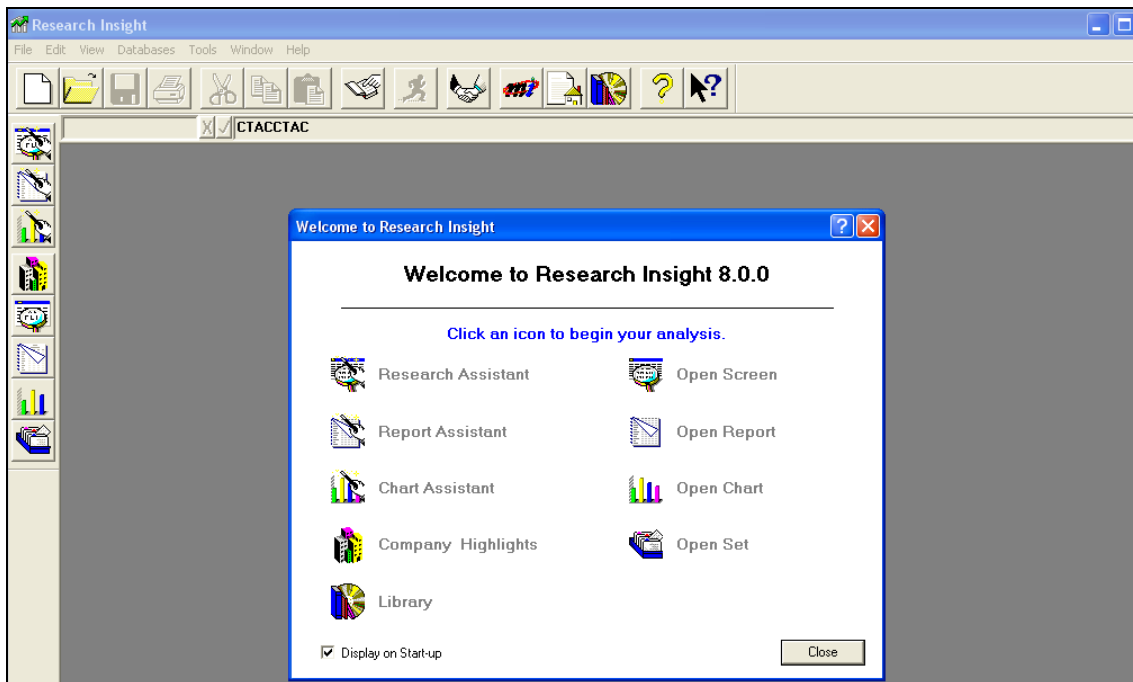 Research Insight
File Edit View Databases Tools Window Help
CTACCTAC
Welcome to Research Insight
Welcome to Research Insight 8.0.0
Click an icon to begin your analysis.
Research Assistant Open Screen
Report Assistant Open Report
Chart Assistant Open Chart
Company Highlights Open Set
Library
Display on Start-up Close